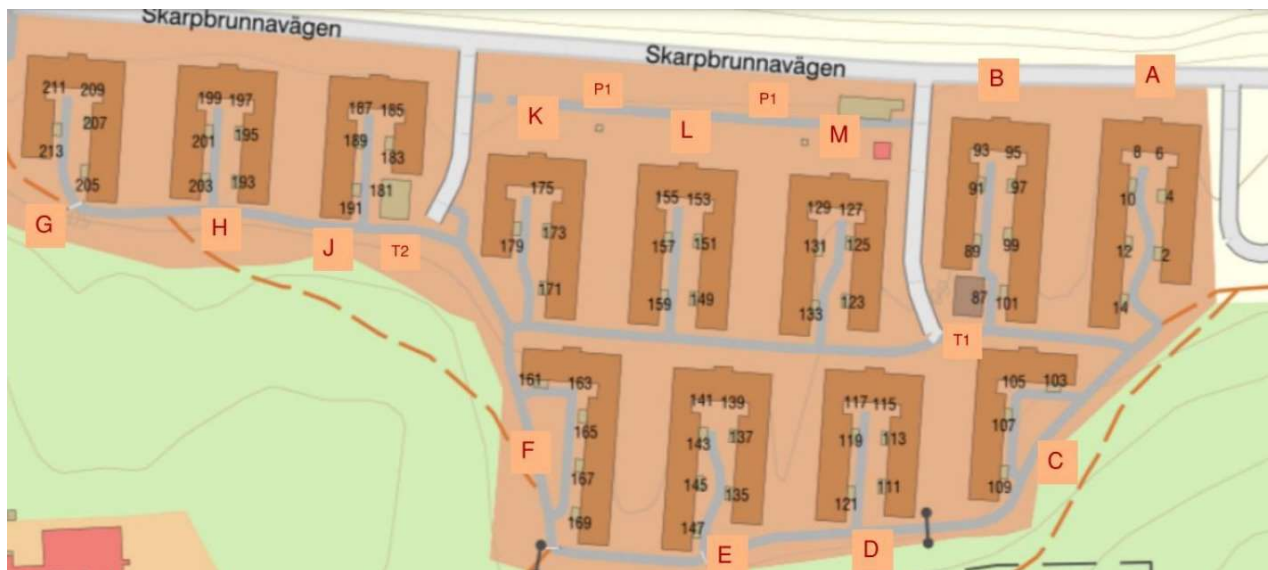 Skarpbrunnavägen
Skarpbrunnavägen
B
A
P1
P1
K
L
M
211 209
207
213
205
G
199 197
195
201
203 193
H
187 185
189
183
181
191
J
T2
175
173
179
171
155 153
157 151
159 149
129 127
131 125
133 123
93 95
91 97
89 99
87 101
T1
8 6
10 4
12 2
14
161 163
165
167
169
F
141 139
143 137
145 135
147
E
117 115
119 113
121 111
D
105 103
107
109
C